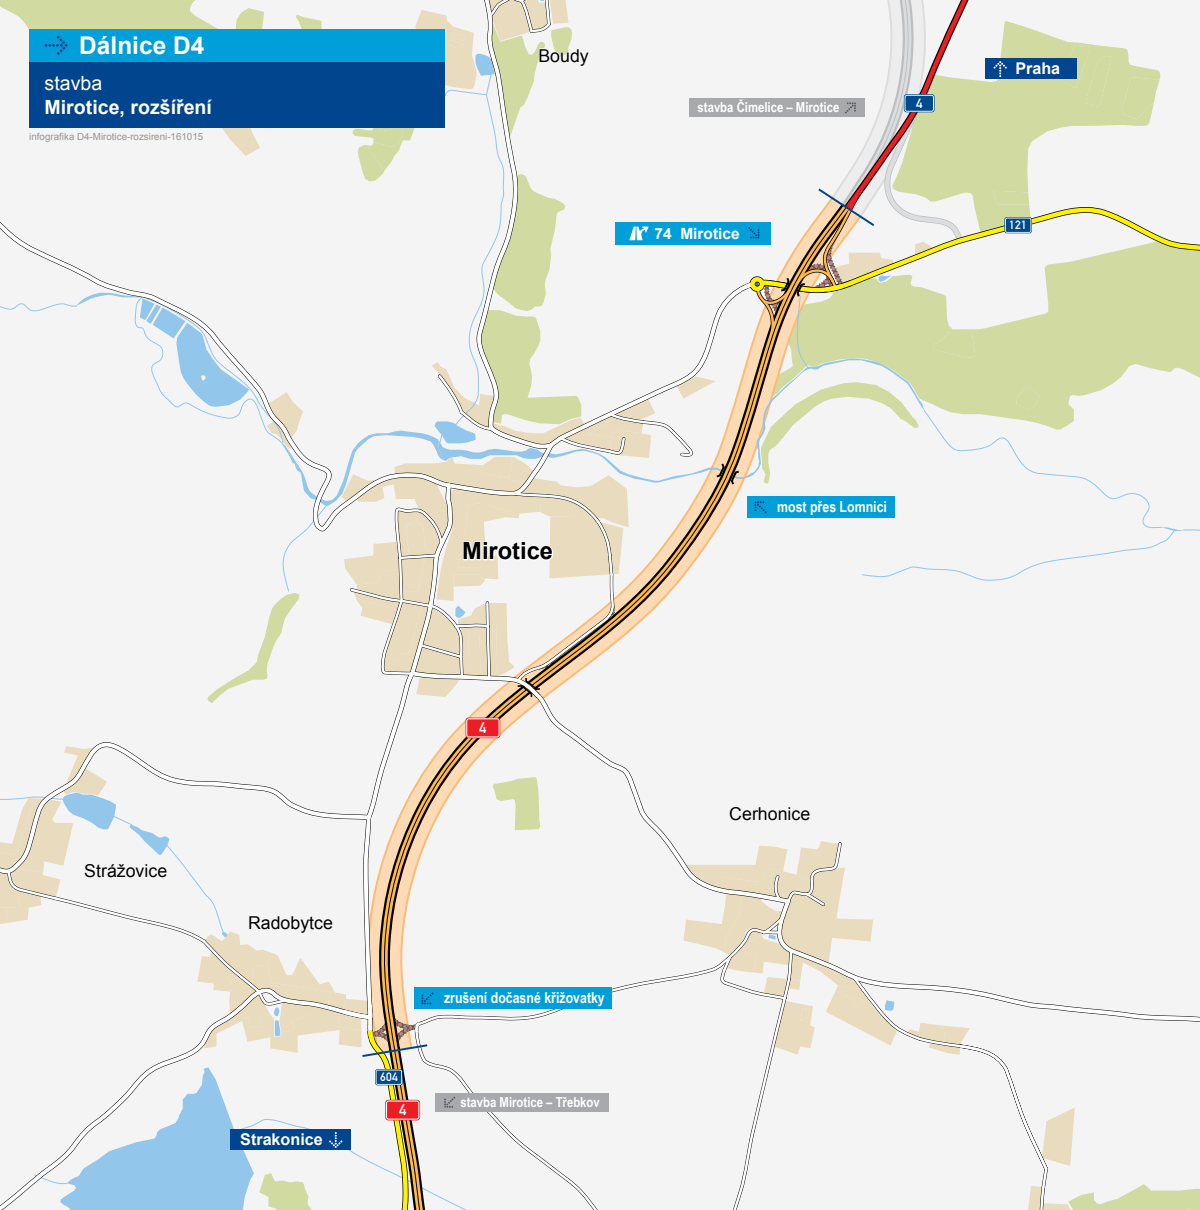 Dálnice D4
stavba
Mirotice, rozšíření
infografika D4-Mirotice-rozsireni-161015
Boudy
Praha
stavba Čimelice – Mirotice
4
121
74 Mirotice
most přes Lomnici
Mirotice
4
Cerhonice
Strážovice
Radobytce
zrušení dočasné křižovatky
604
stavba Mirotice – Třebkov
4
Strakonice